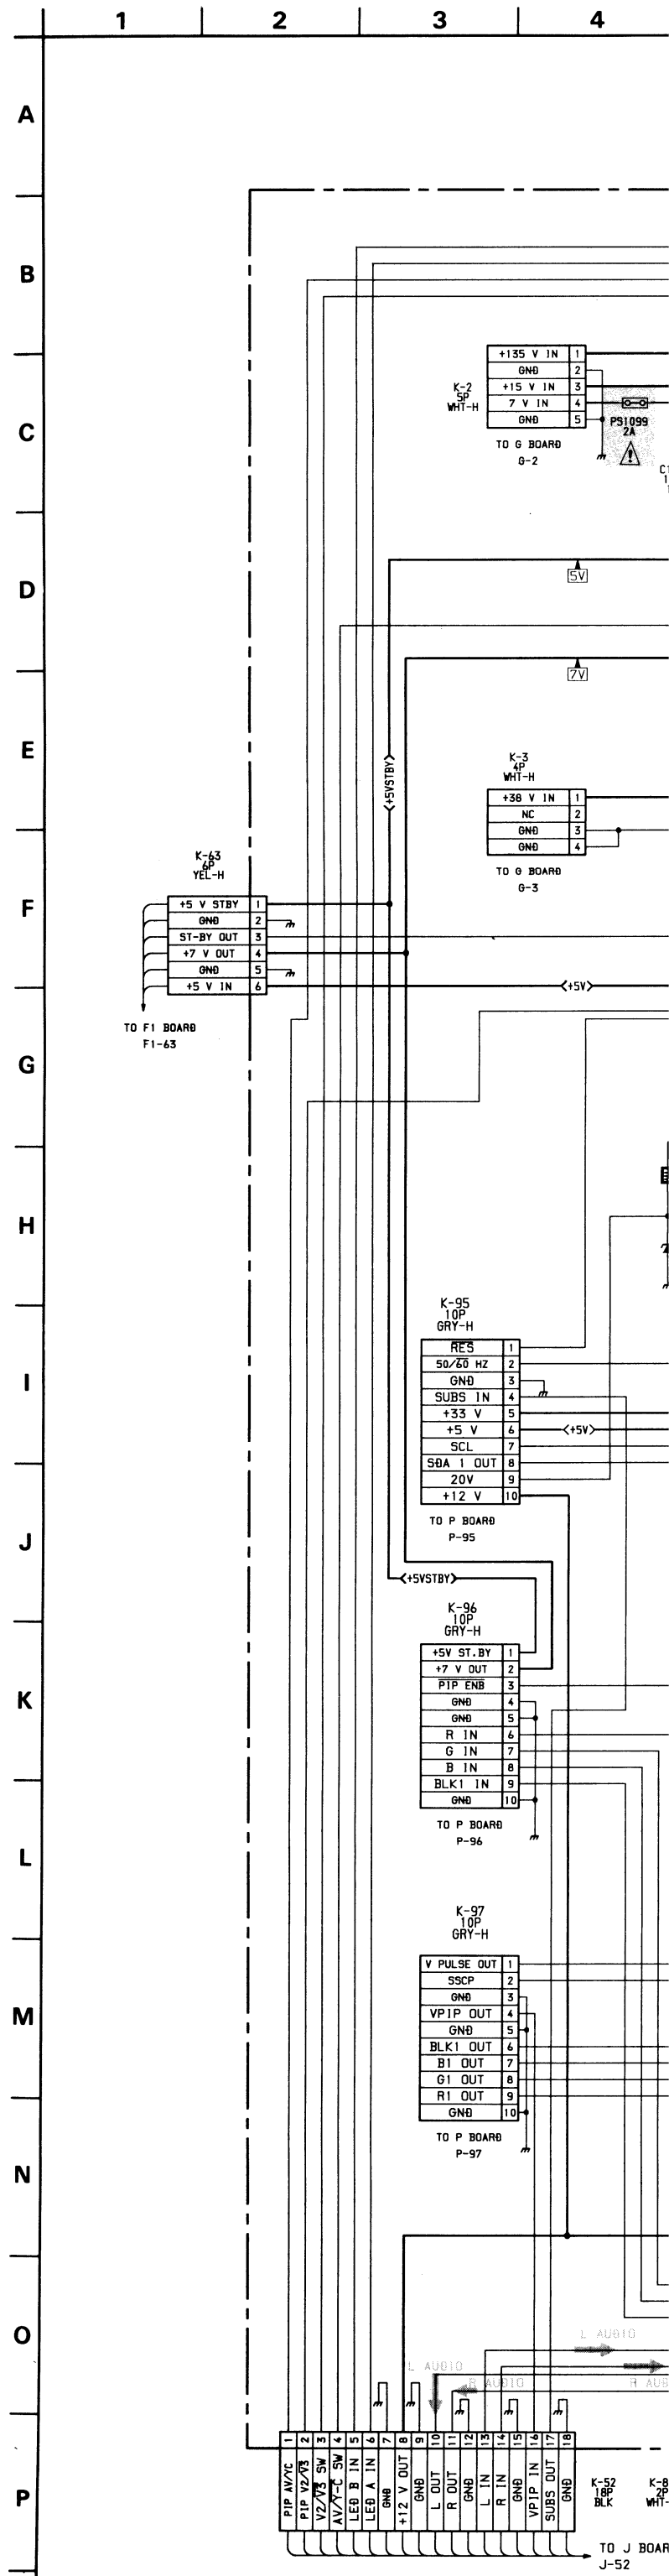 1 2 3 4
A
B
C
D
E
F
G
H
I
J
K
L
M
N
O
P
K-2
5P
WHT-H
+135 V IN 1
GND 2
+15 V IN 3
7 V IN 4
GND 5
TO G BOARD
G-2
PS1099
2A
5V
7V
<+5VSTBY>
K-3
4P
WHT-H
+38 V IN 1
NC 2
GND 3
GND 4
TO G BOARD
G-3
K-63
6P
YEL-H
+5 V STBY 1
GND 2
ST-BY OUT 3
+7 V OUT 4
GND 5
+5 V IN 6
<+5V>
TO F1 BOARD
F1-63
K-95
10P
GRY-H
RES 1
50/60 HZ 2
GND 3
SUBS IN 4
+33 V 5
+5 V 6
<+5V>
SCL 7
SDA 1 OUT 8
20V 9
+12 V 10
TO P BOARD
P-95
<+5VSTBY>
K-96
10P
GRY-H
+5V ST.BY 1
+7 V OUT 2
PIP ENB 3
GND 4
GND 5
R IN 6
G IN 7
B IN 8
BLK1 IN 9
GND 10
TO P BOARD
P-96
K-97
10P
GRY-H
V PULSE OUT 1
SSCP 2
GND 3
VPIP OUT 4
GND 5
BLK1 OUT 6
B1 OUT 7
G1 OUT 8
R1 OUT 9
GND 10
TO P BOARD
P-97
L AUDIO
L AUDIO
R AUDIO
R AUD
1 PIP AV/YC
2 PIP V2/V3
3 V2/V3 SW
4 AV/Y-C SW
5 LED B IN
6 LED A IN
7 GND
8 +12 V OUT
9 GND
10 L OUT
11 R OUT
12 GND
13 L IN
14 R IN
15 GND
16 VPIP IN
17 SUBS OUT
18 GND
K-52
18P
BLK
K-8
2P
WHT-
TO J BOAR
J-52